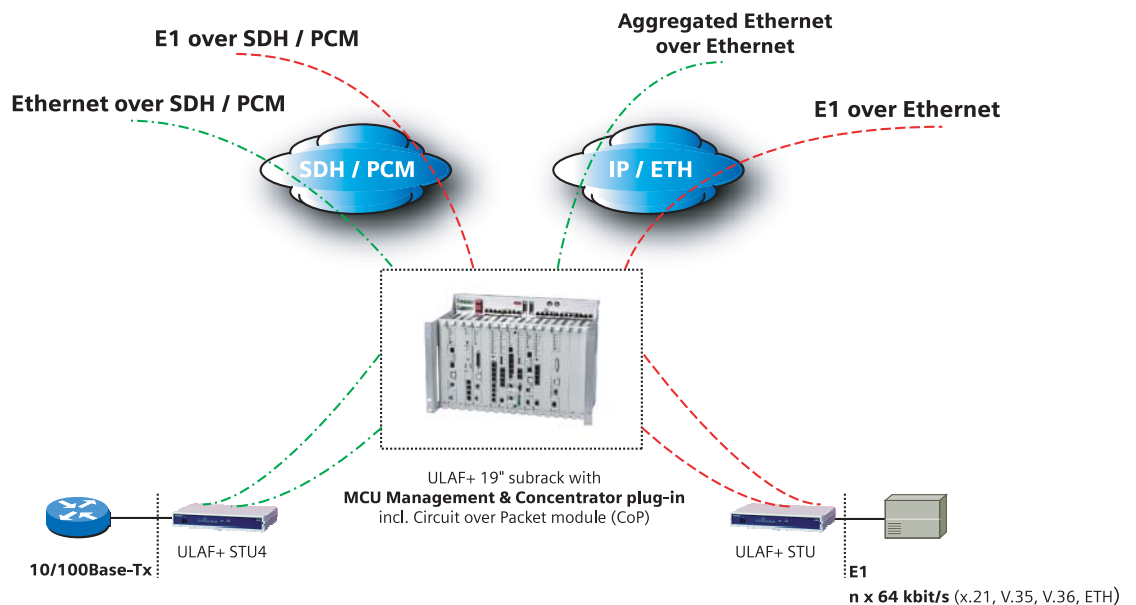 Aggregated Ethernet
over Ethernet
E1 over SDH / PCM
Ethernet over SDH / PCM
E1 over Ethernet
SDH / PCM
IP / ETH
ULAF+ 19" subrack with
MCU Management & Concentrator plug-in
incl. Circuit over Packet module (CoP)
ULAF+ STU4
ULAF+ STU
10/100Base-Tx
E1
n x 64 kbit/s (x.21, V.35, V.36, ETH)